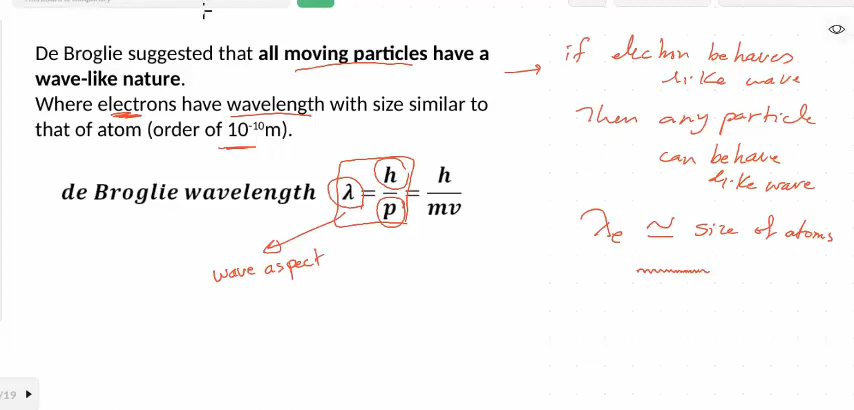 De Broglie suggested that all moving particles have a
wave-like nature.
Where electrons have wavelength with size similar to
that of atom (order of 10⁻¹⁰m).
de Broglie wavelength λ = h/p = h/mv
wave aspect
if electron behaves
like wave
Then any particle
can behave
like wave
λe ≃ size of atoms
/19